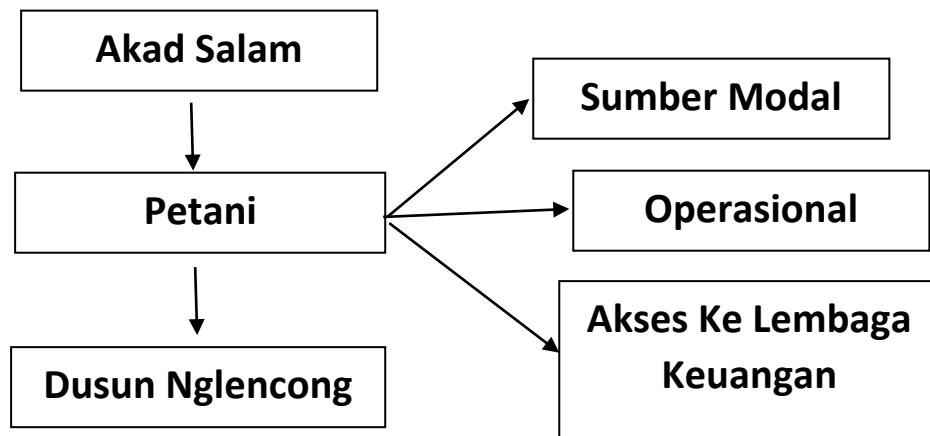 Akad Salam
Sumber Modal
Petani
Operasional
Dusun Nglencong
Akses Ke Lembaga
Keuangan